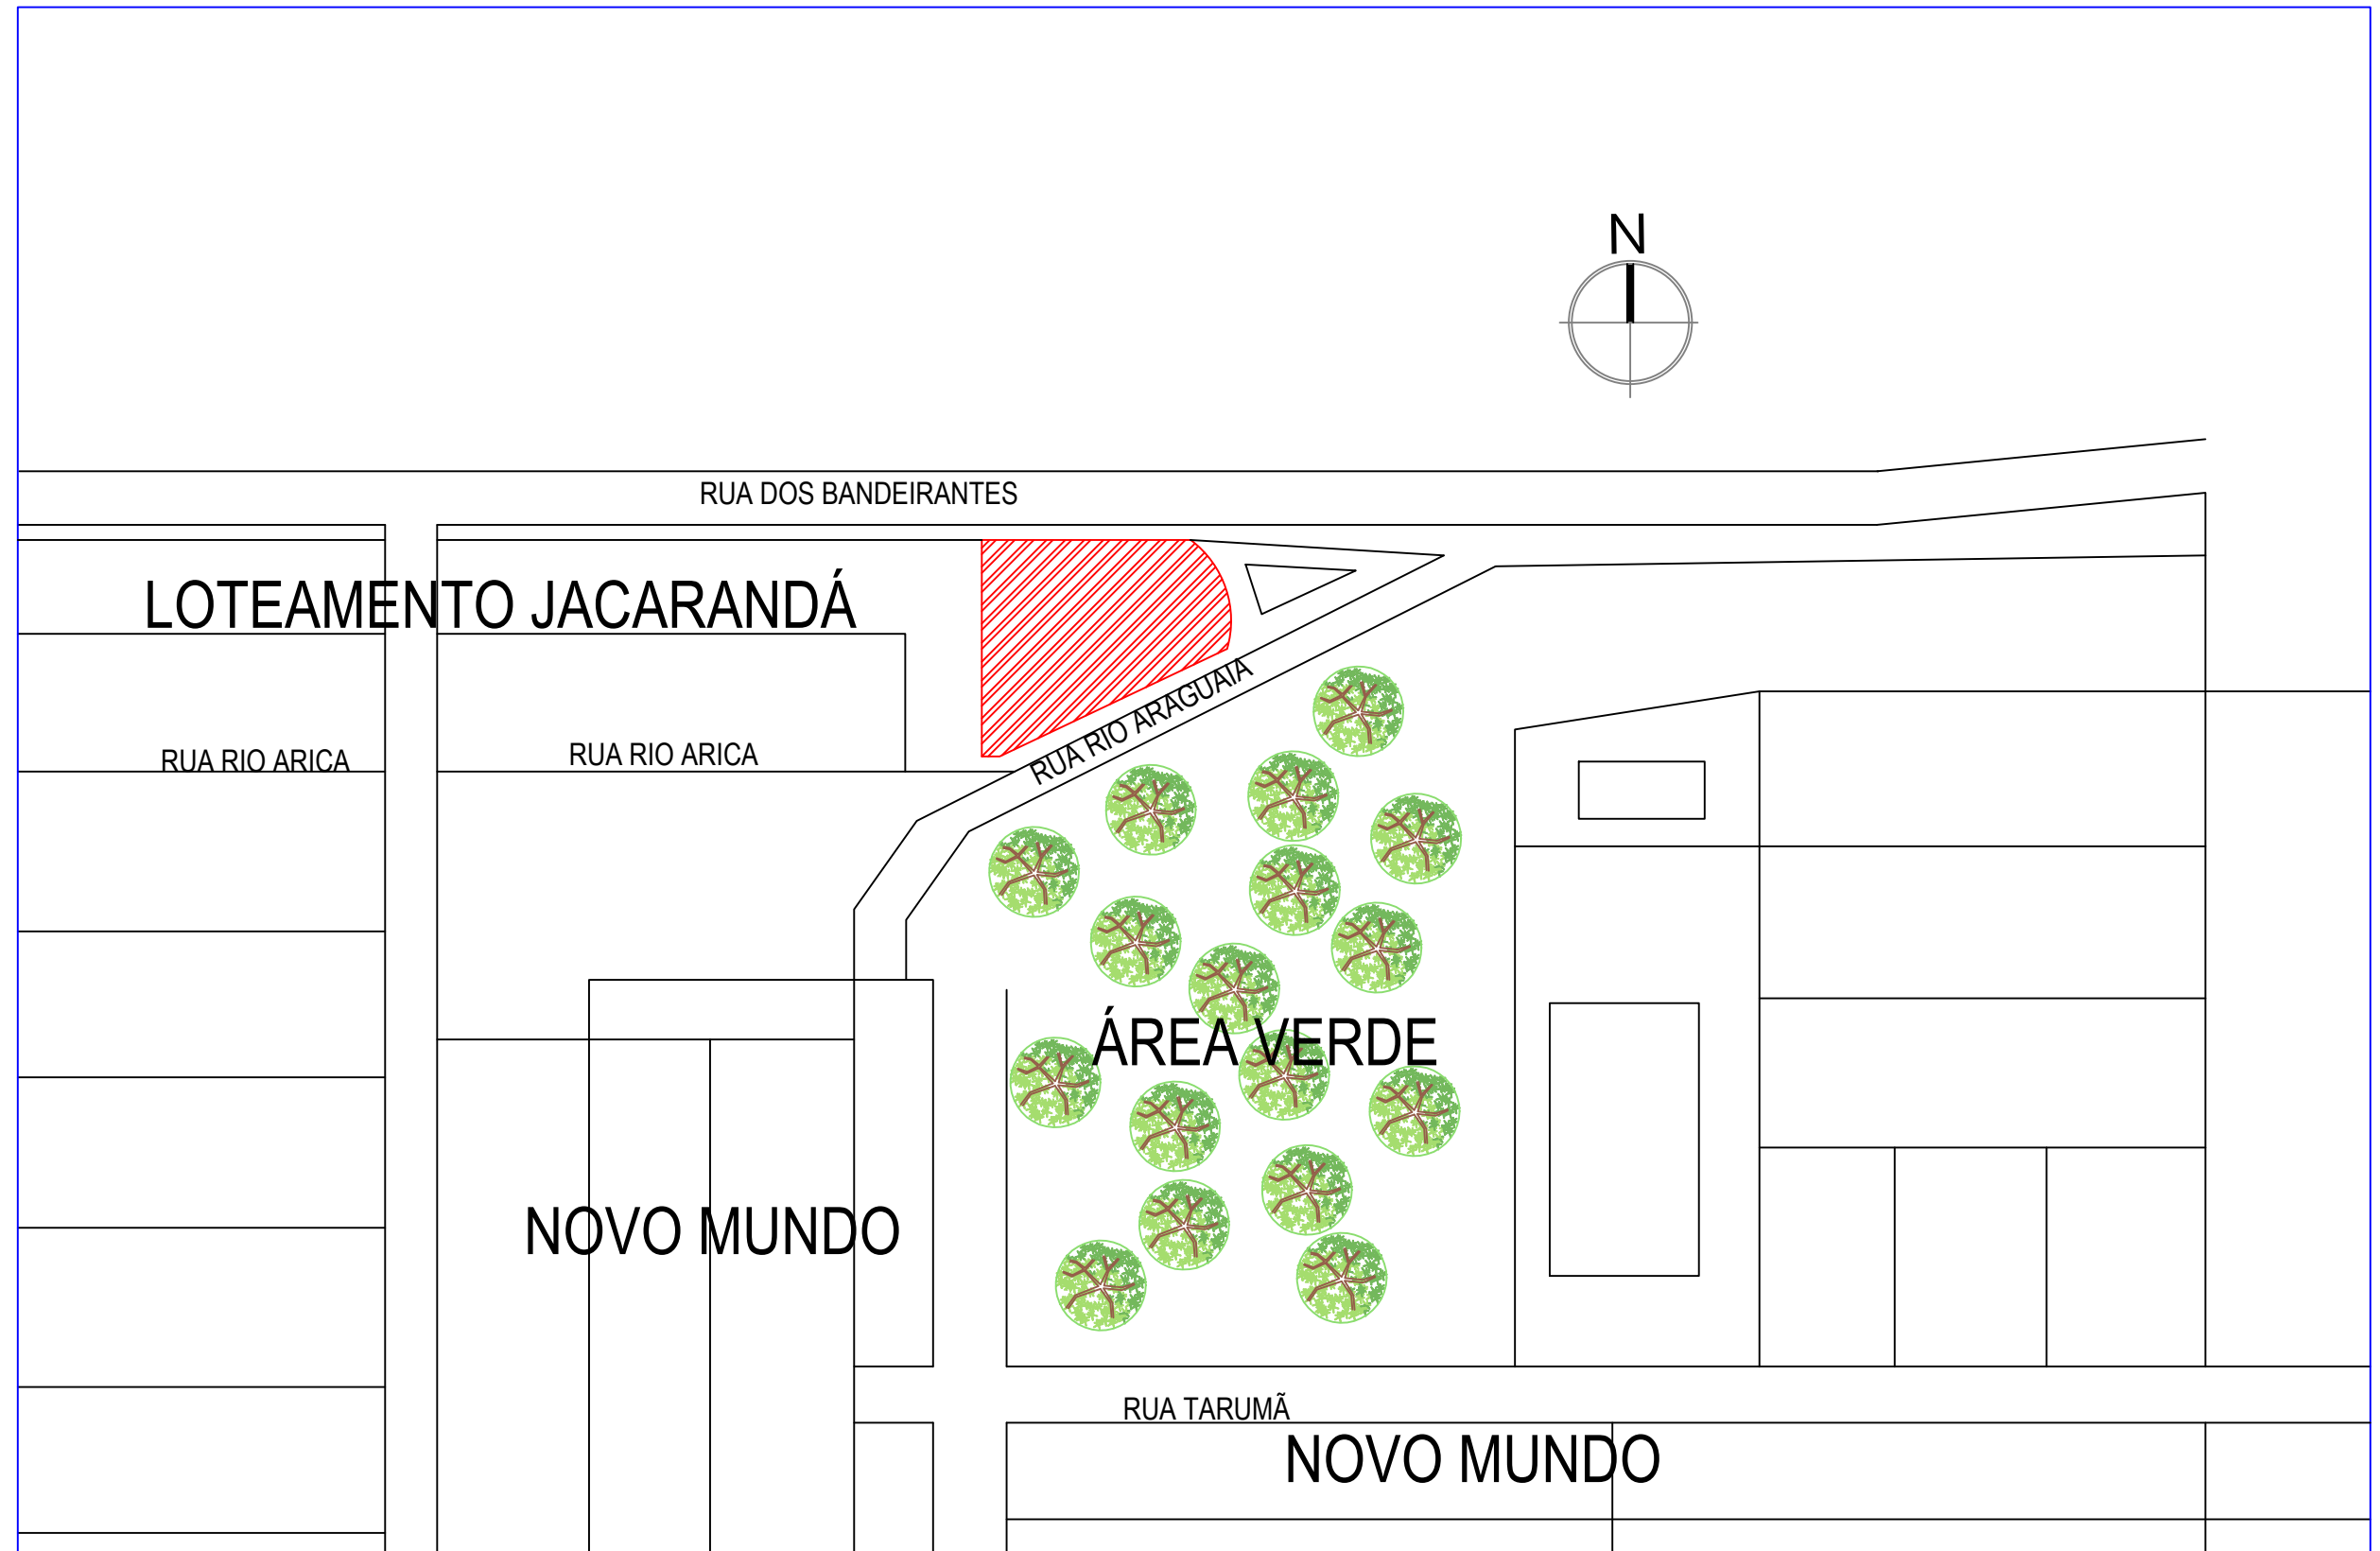 N
RUA DOS BANDEIRANTES
LOTEAMENTO JACARANDÁ
RUA RIO ARICA
RUA RIO ARICA
RUA RIO ARAGUAIA
ÁREA VERDE
NOVO MUNDO
RUA TARUMÃ
NOVO MUNDO